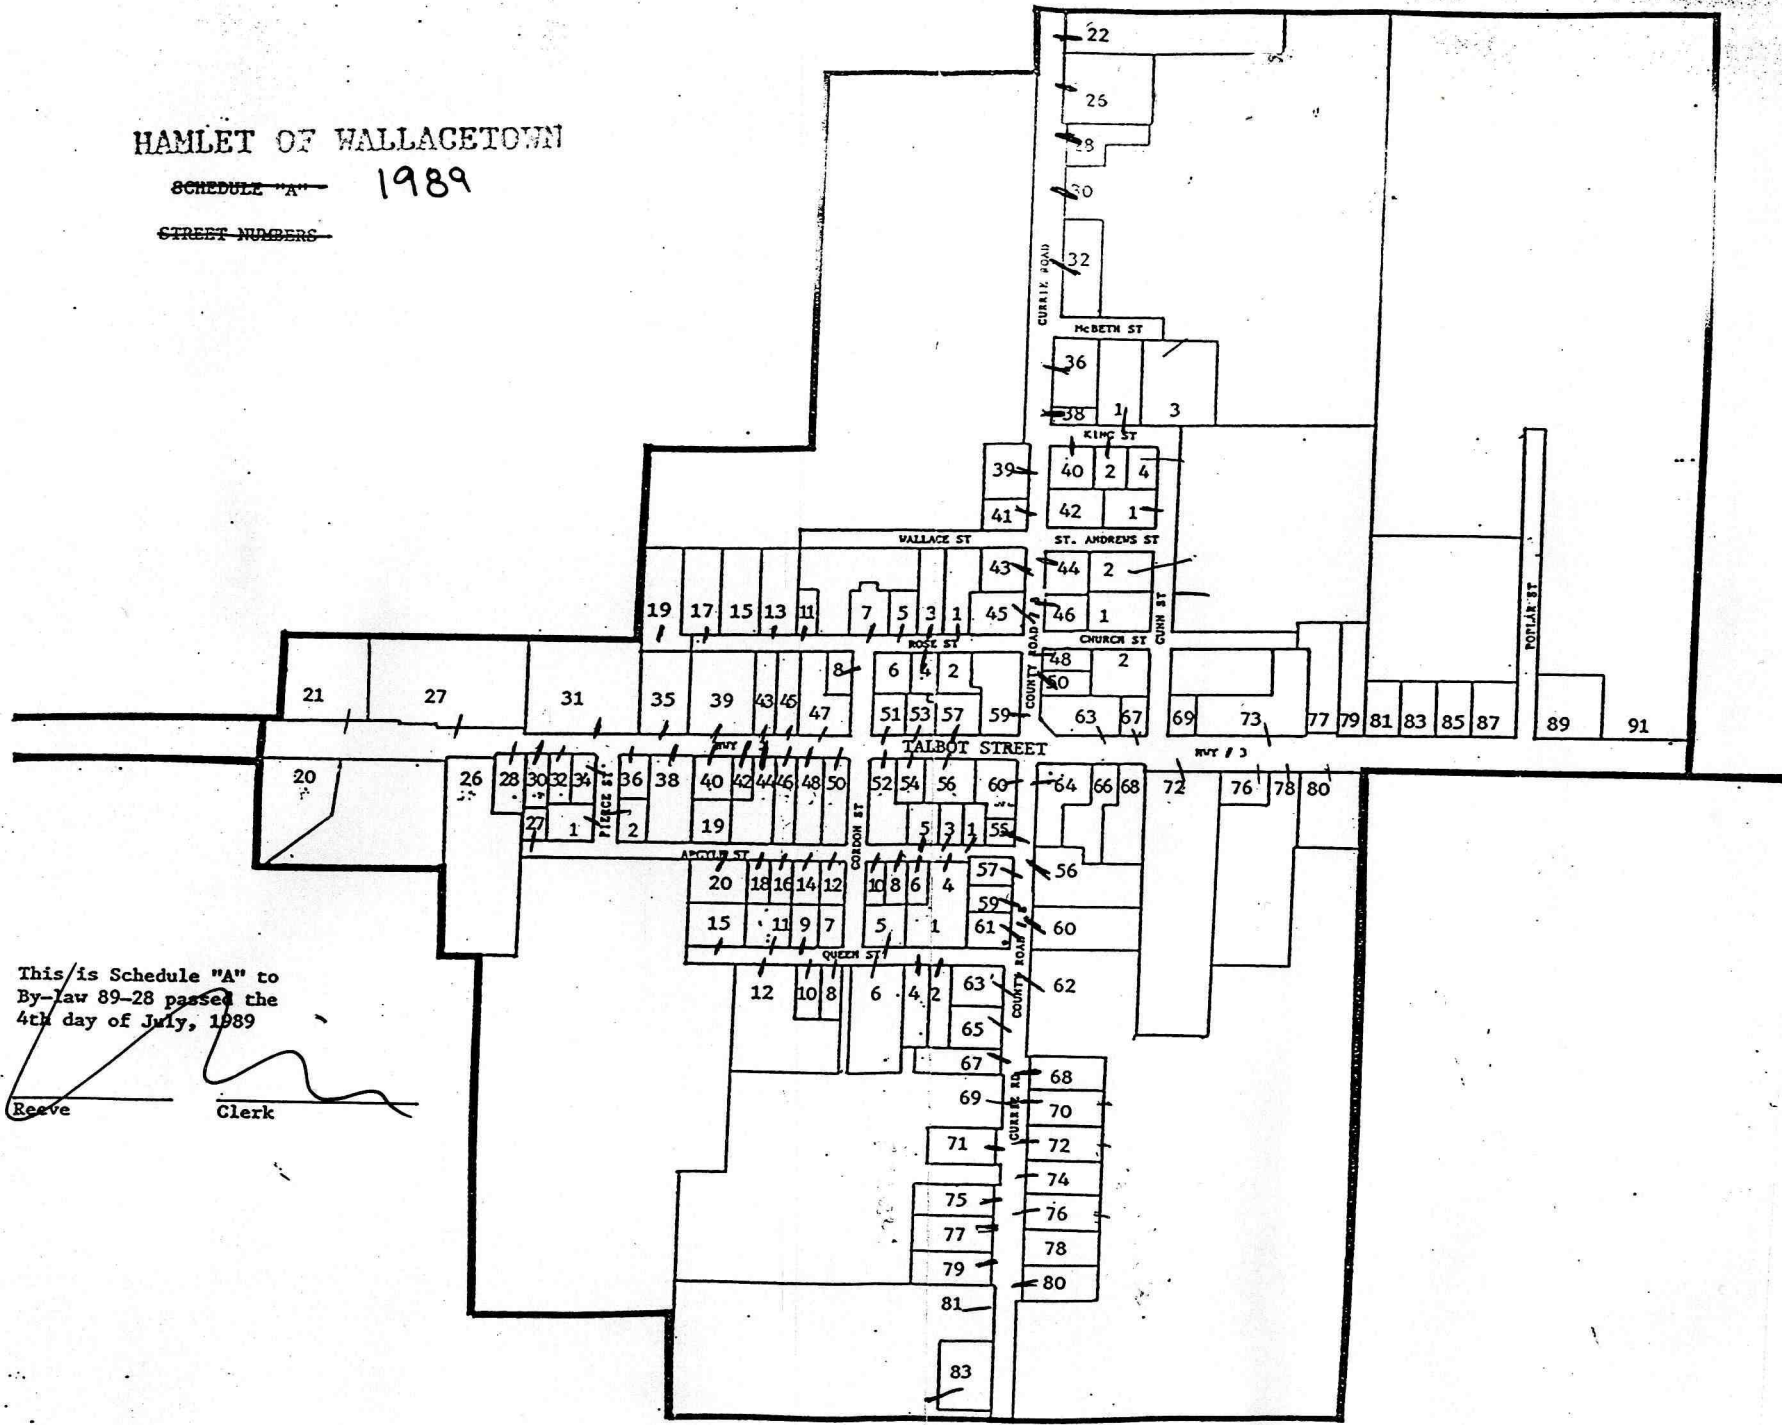 HAMLET OF WALLACETOWN
SCHEDULE "A"
1989
STREET NUMBERS
22
26
28
30
32
CURRIE ROAD
McBETH ST
36
38 1 3
KING ST
39 40 2 4
41 42 1
WALLACE ST ST. ANDREWS ST
43 44 2
19 17 15 13 11 7 5 3 1 45 46 1
GUNN ST
POPLAR ST
ROSE ST CHURCH ST
COUNTY ROAD
8 6 4 2 48 2
50
21 27 31 35 39 43 45 47 51 53 57 59 63 67 69 73 77 79 81 83 85 87 89 91
HWY TALBOT STREET HWY # 3
20 26 28 30 32 34 36 38 40 42 44 46 48 50 52 54 56 60 64 66 68 72 76 78 80
PIERCE ST
GORDON ST
27 1 2 19 5 3 1 55
ARGYLE ST
20 18 16 14 12 10 8 6 4 57 56
59
15 11 9 7 5 1 61 60
COUNTY ROAD 8
QUEEN ST
12 10 8 6 4 2 63 62
65
67 68
CURRIE RD
69 70
71 72
74
75 76
77 78
79 80
81
83
This is Schedule "A" to
By-law 89-28 passed the
4th day of July, 1989
Reeve Clerk